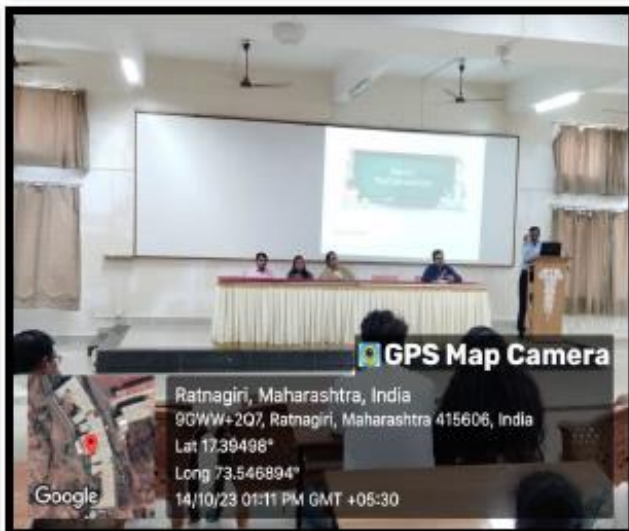 GPS Map Camera
Ratnagiri, Maharashtra, India
9GWW+2Q7, Ratnagiri, Maharashtra 415606, India
Lat 17.39498°
Long 73.546894°
14/10/23 01:11 PM GMT +05:30
Google